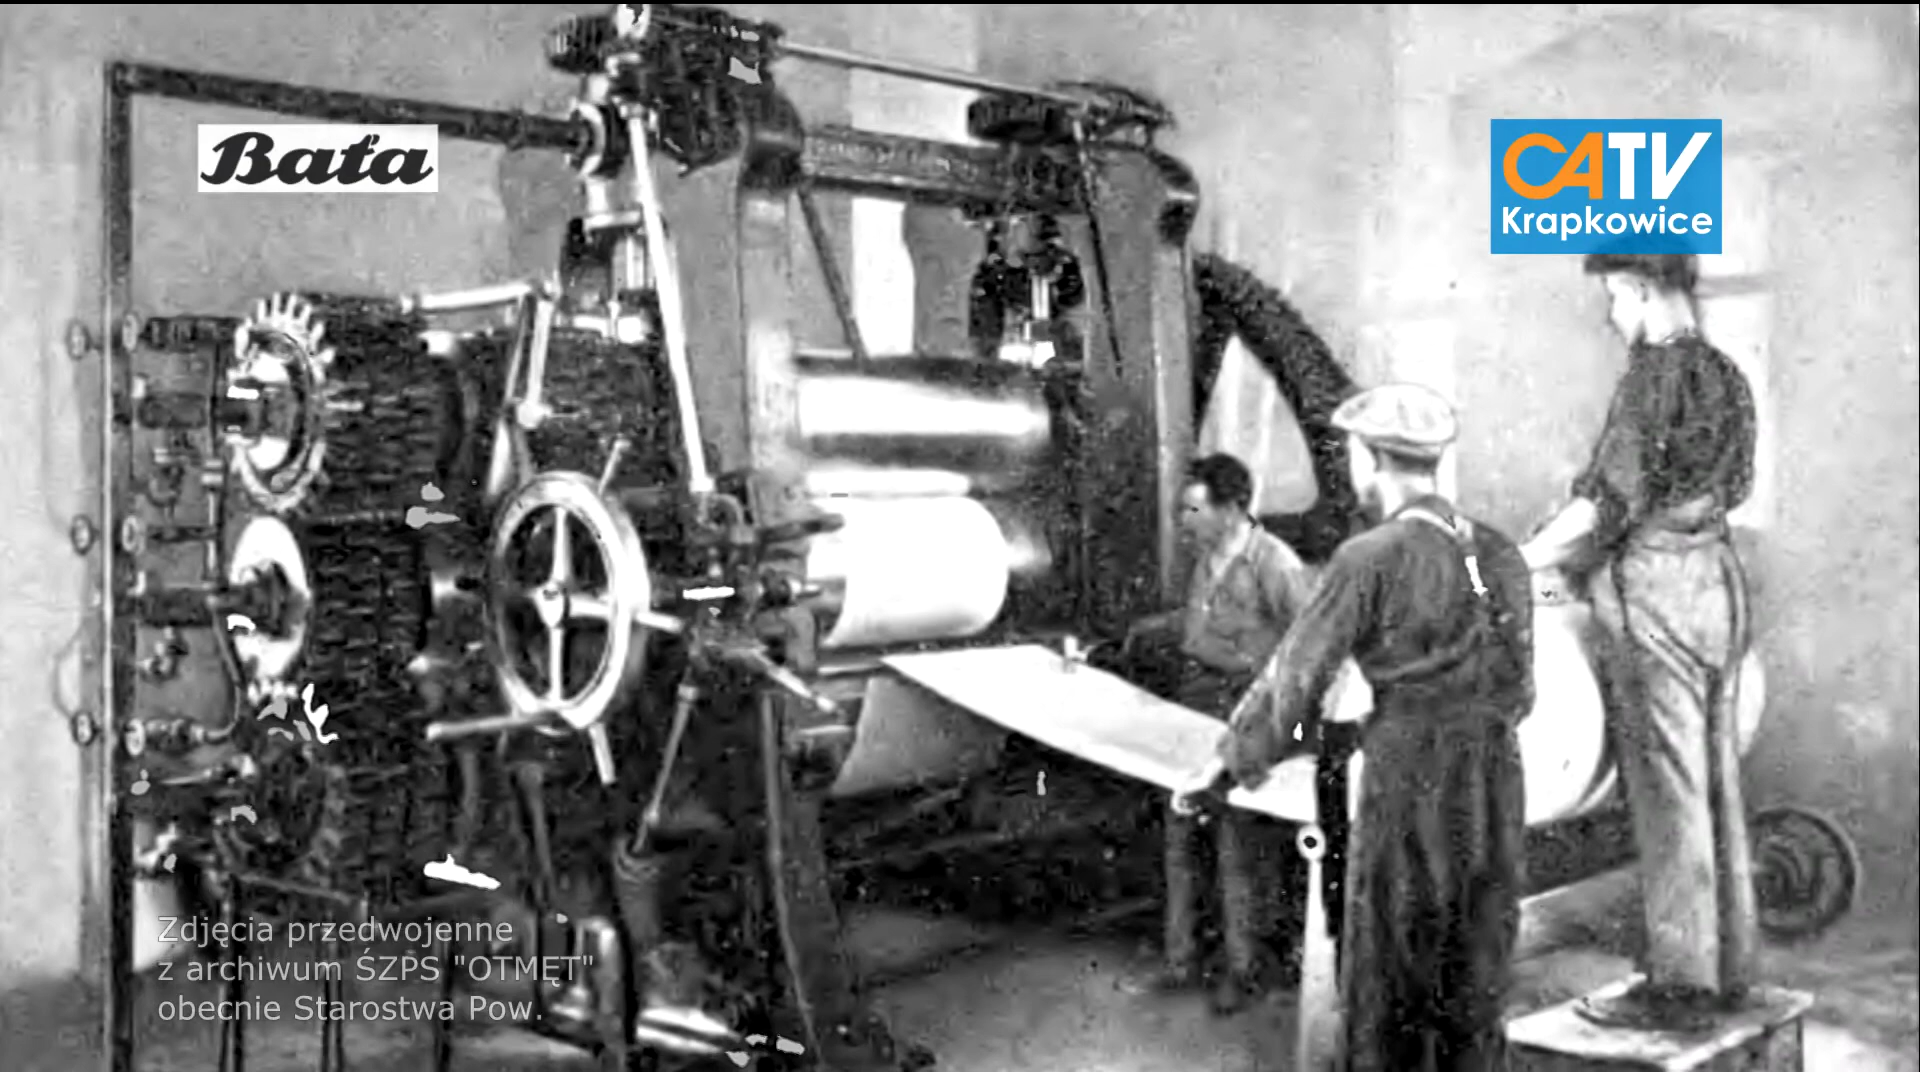 Baťa
CATV
Krapkowice
Zdjęcia przedwojenne
z archiwum ŚZPS "OTMĘT"
obecnie Starostwa Pow.